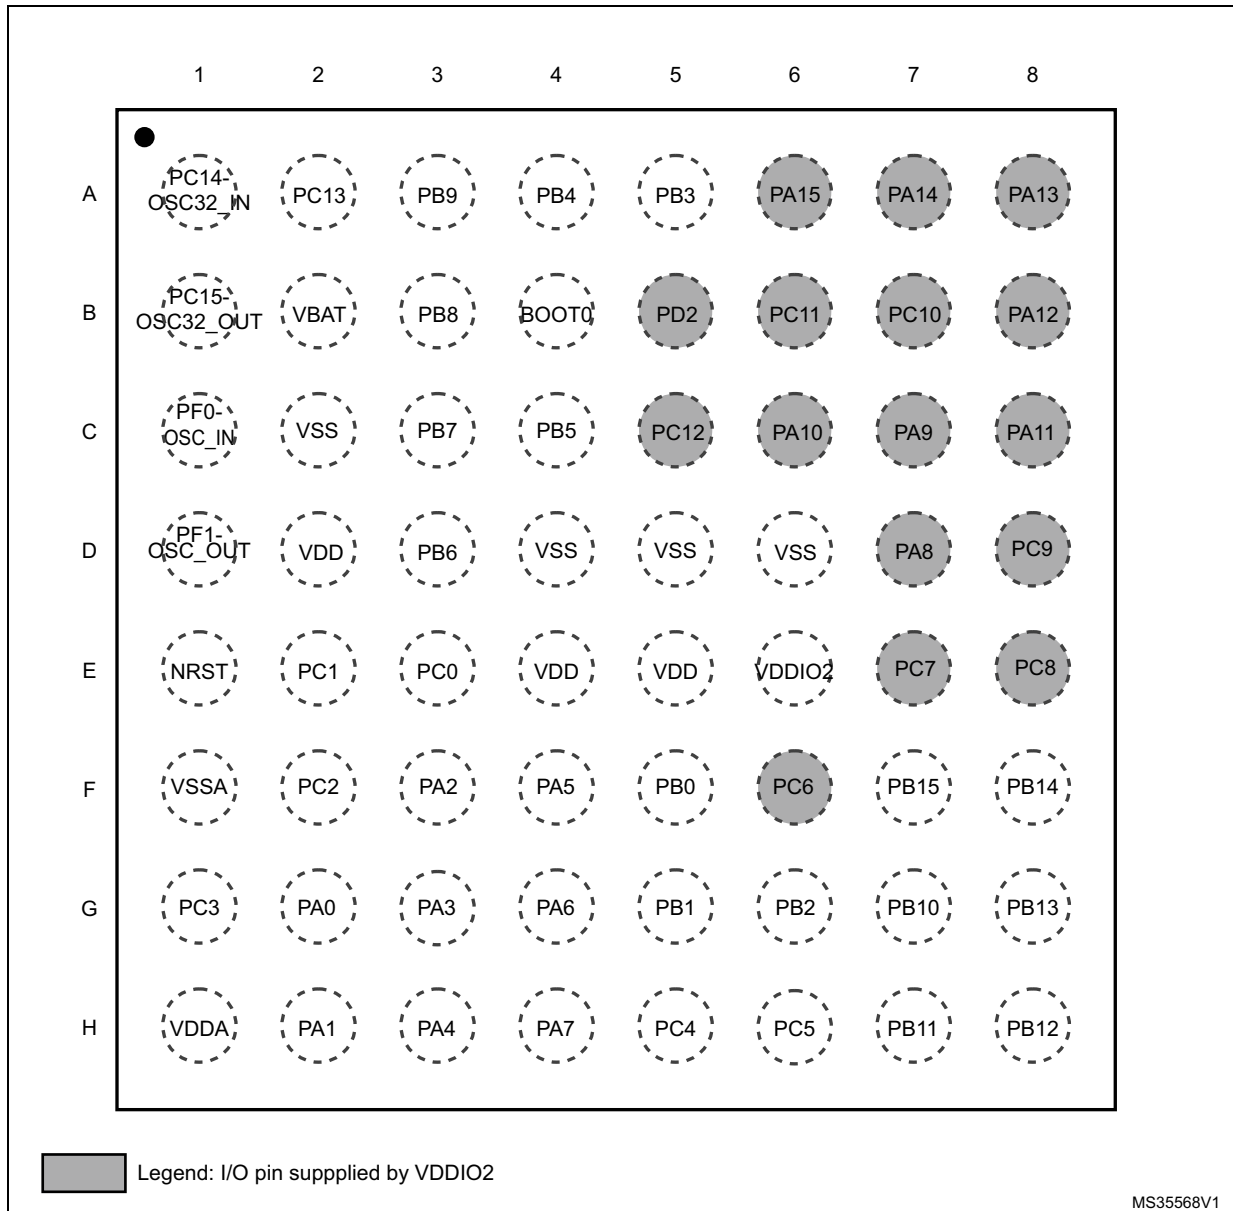 1 2 3 4 5 6 7 8
A PC14-OSC32_IN PC13 PB9 PB4 PB3 PA15 PA14 PA13
B PC15-OSC32_OUT VBAT PB8 BOOT0 PD2 PC11 PC10 PA12
C PF0-OSC_IN VSS PB7 PB5 PC12 PA10 PA9 PA11
D PF1-OSC_OUT VDD PB6 VSS VSS VSS PA8 PC9
E NRST PC1 PC0 VDD VDD VDDIO2 PC7 PC8
F VSSA PC2 PA2 PA5 PB0 PC6 PB15 PB14
G PC3 PA0 PA3 PA6 PB1 PB2 PB10 PB13
H VDDA PA1 PA4 PA7 PC4 PC5 PB11 PB12
Legend: I/O pin suppplied by VDDIO2
MS35568V1